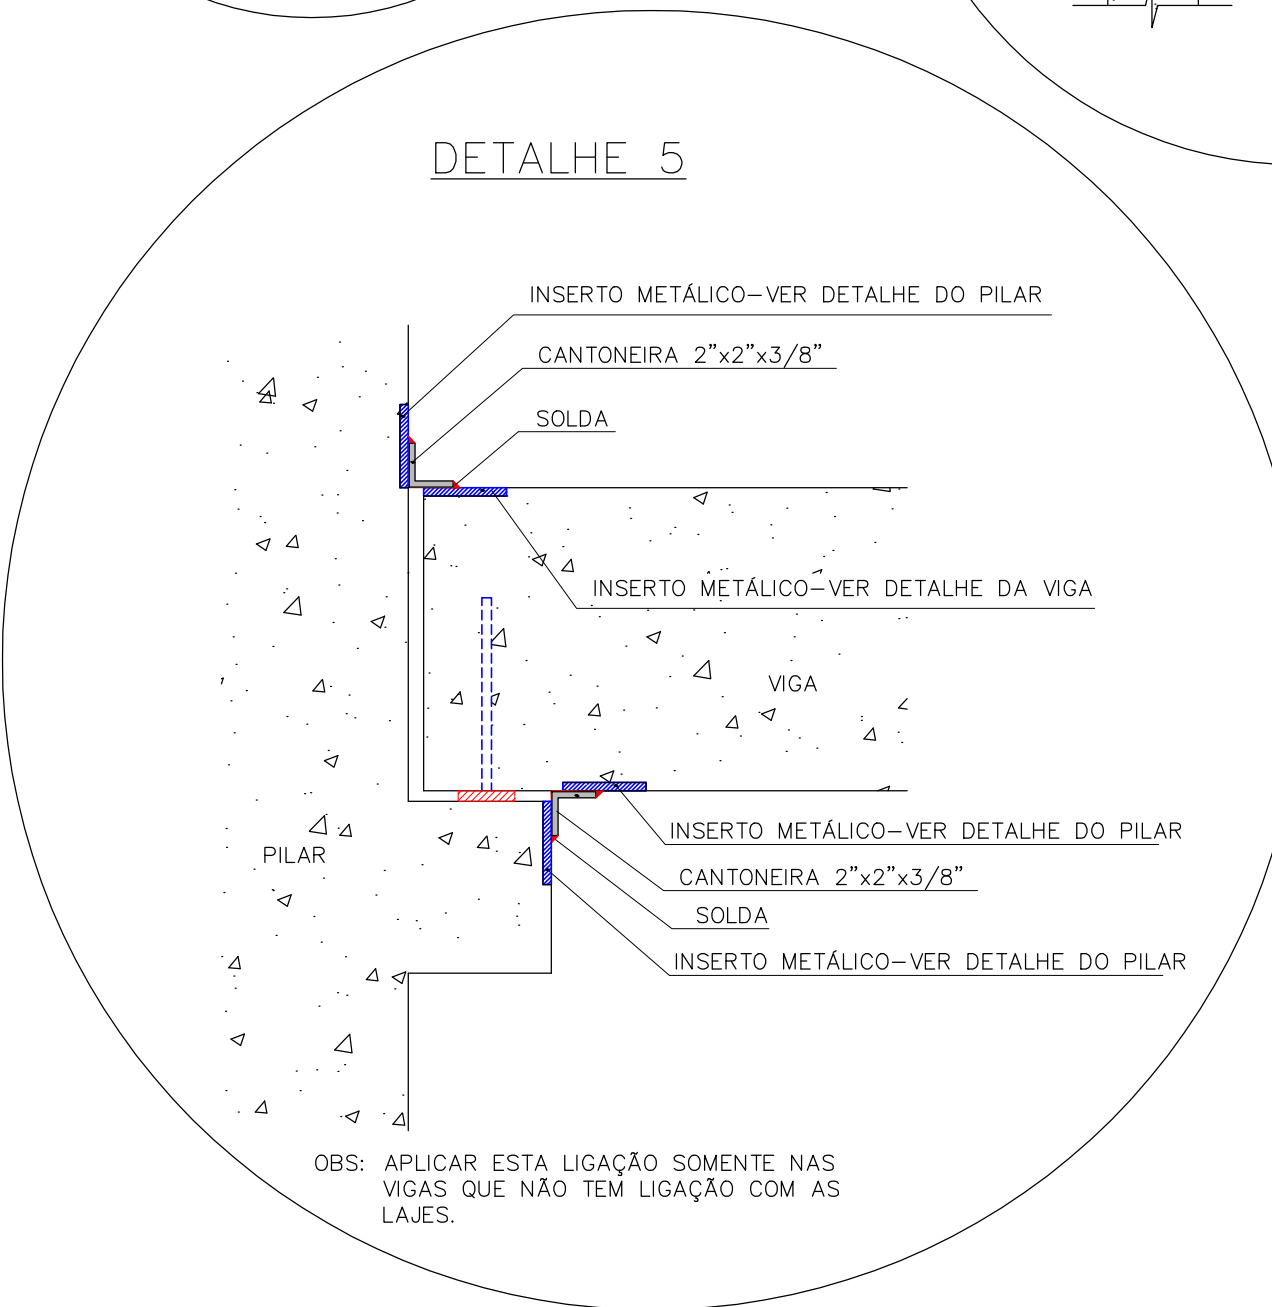 DETALHE 5
INSERTO METÁLICO-VER DETALHE DO PILAR
CANTONEIRA 2"x2"x3/8"
SOLDA
INSERTO METÁLICO-VER DETALHE DA VIGA
VIGA
INSERTO METÁLICO-VER DETALHE DO PILAR
PILAR
CANTONEIRA 2"x2"x3/8"
SOLDA
INSERTO METÁLICO-VER DETALHE DO PILAR
OBS: APLICAR ESTA LIGAÇÃO SOMENTE NAS
VIGAS QUE NÃO TEM LIGAÇÃO COM AS
LAJES.